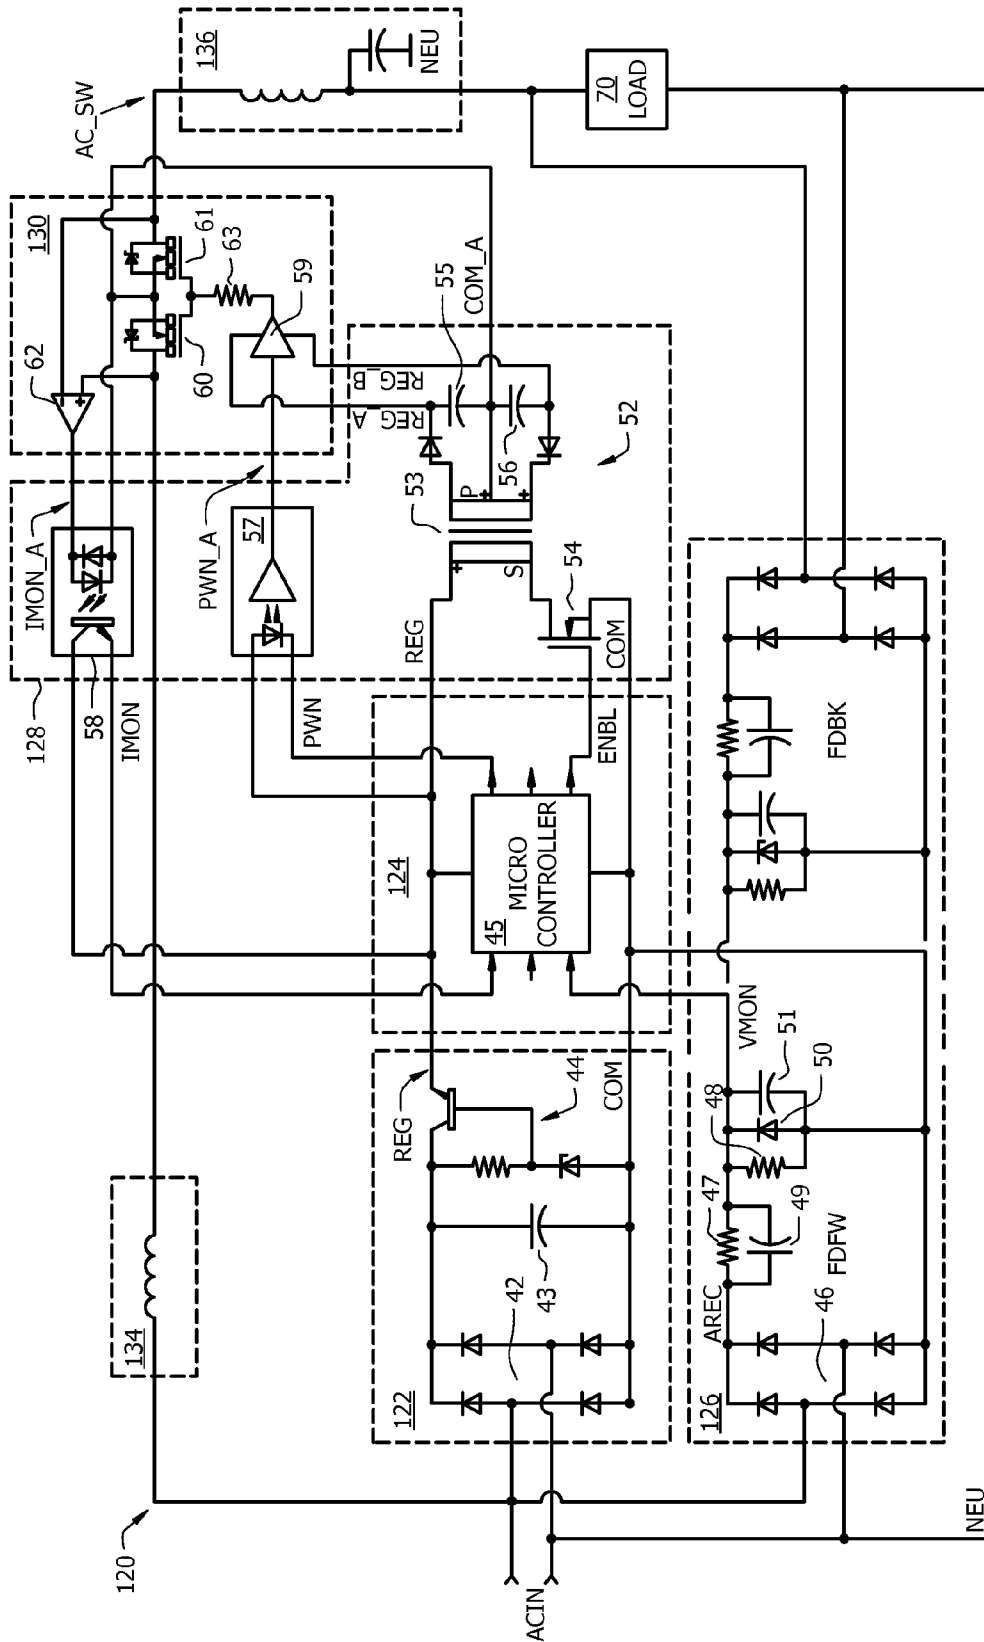 120
134
AC_SW
136
NEU
70
LOAD
130
62
60
61
63
59
128
58
IMON_A
IMON
PWN_A
57
PWN
REG_A
REG_B
COM_A
55
56
53
P
S
52
54
REG
COM
ENBL
124
45
MICRO
CONTROLLER
122
42
43
44
REG
COM
ACIN
NEU
126
46
AREC
47
49
FDFW
48
VMON
51
50
FDBK